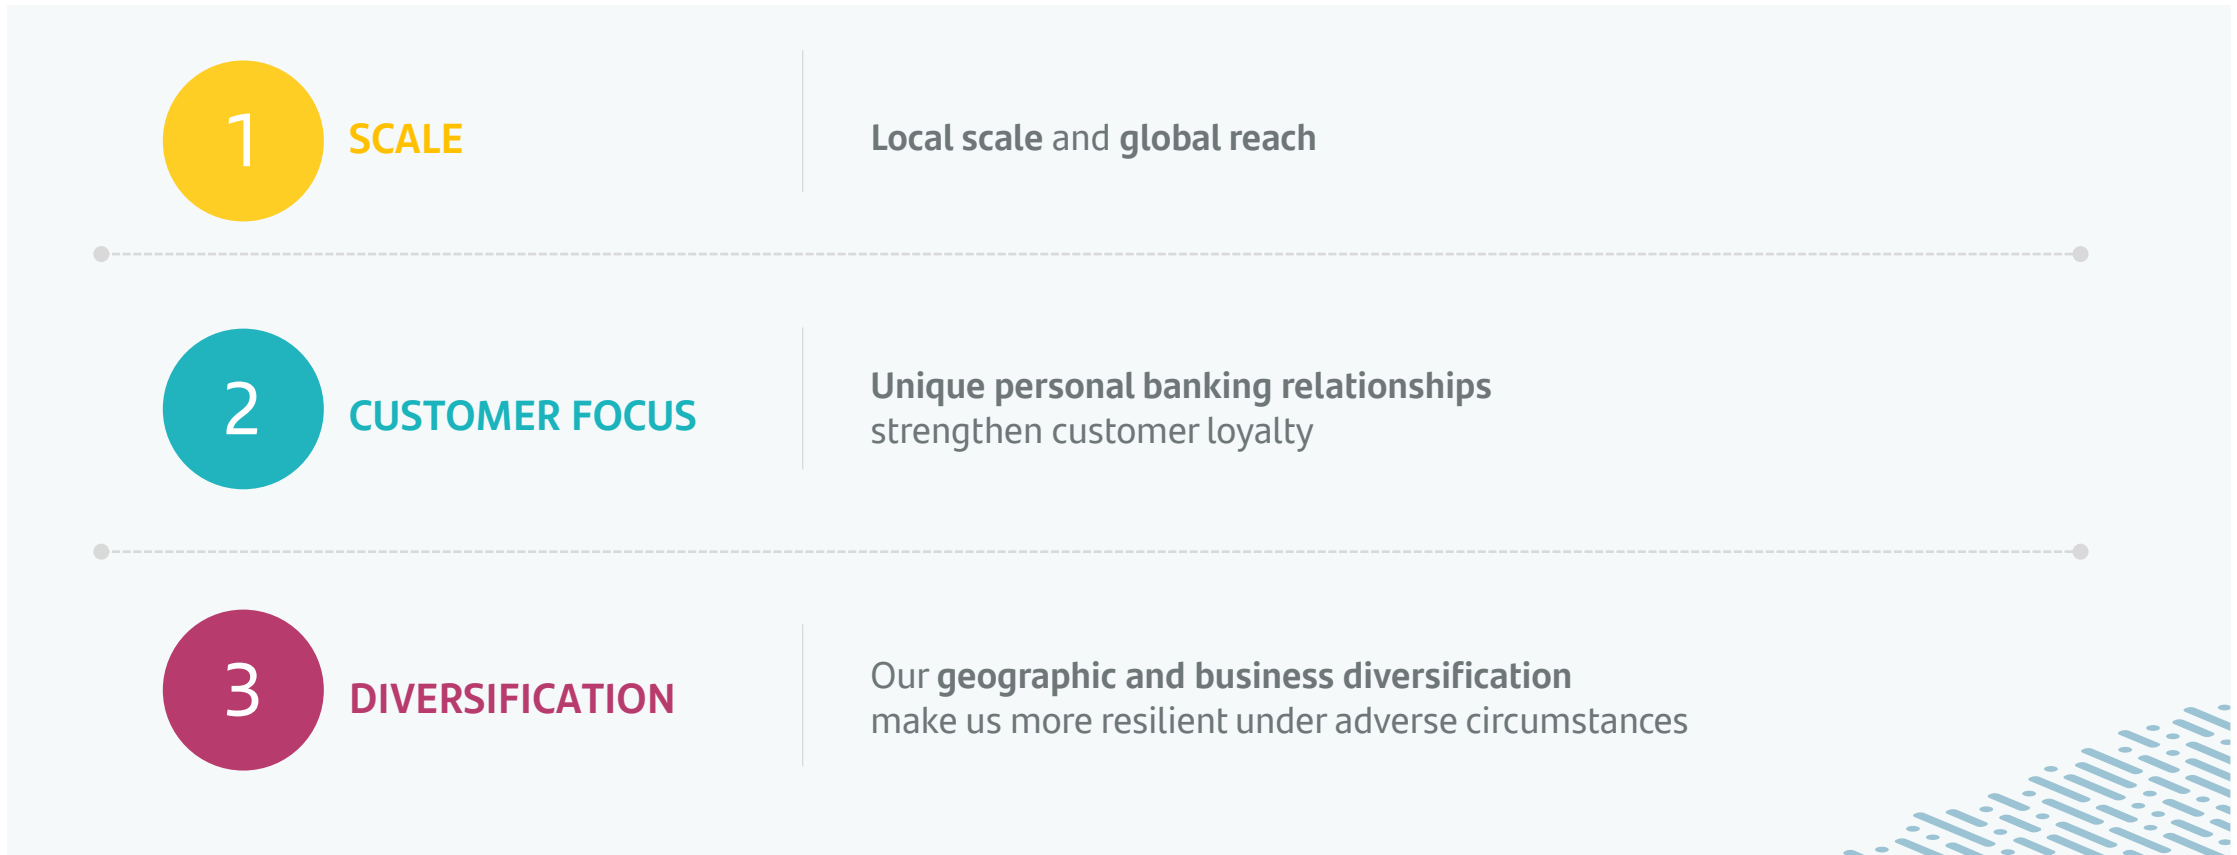 1
SCALE
Local scale and global reach
2
CUSTOMER FOCUS
Unique personal banking relationships
strengthen customer loyalty
3
DIVERSIFICATION
Our geographic and business diversification
make us more resilient under adverse circumstances